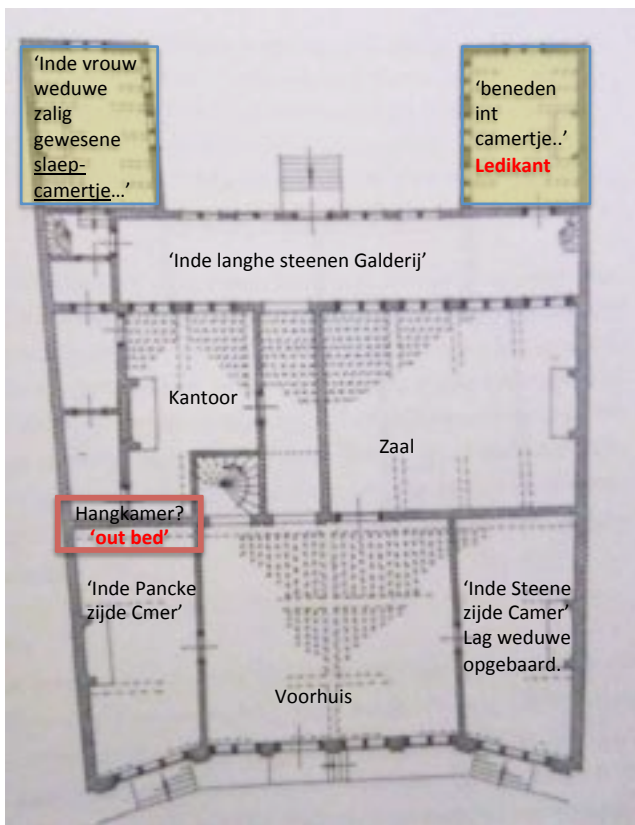 ‘Inde vrouw
weduwe
zalig
gewesene
slaep-
camertje…’
‘beneden
int
camertje..’
Ledikant
‘Inde langhe steenen Galderij’
Kantoor
Zaal
Hangkamer?
‘out bed’
‘Inde Pancke
zijde Cmer’
‘Inde Steene
zijde Camer’
Lag weduwe
opgebaard.
Voorhuis